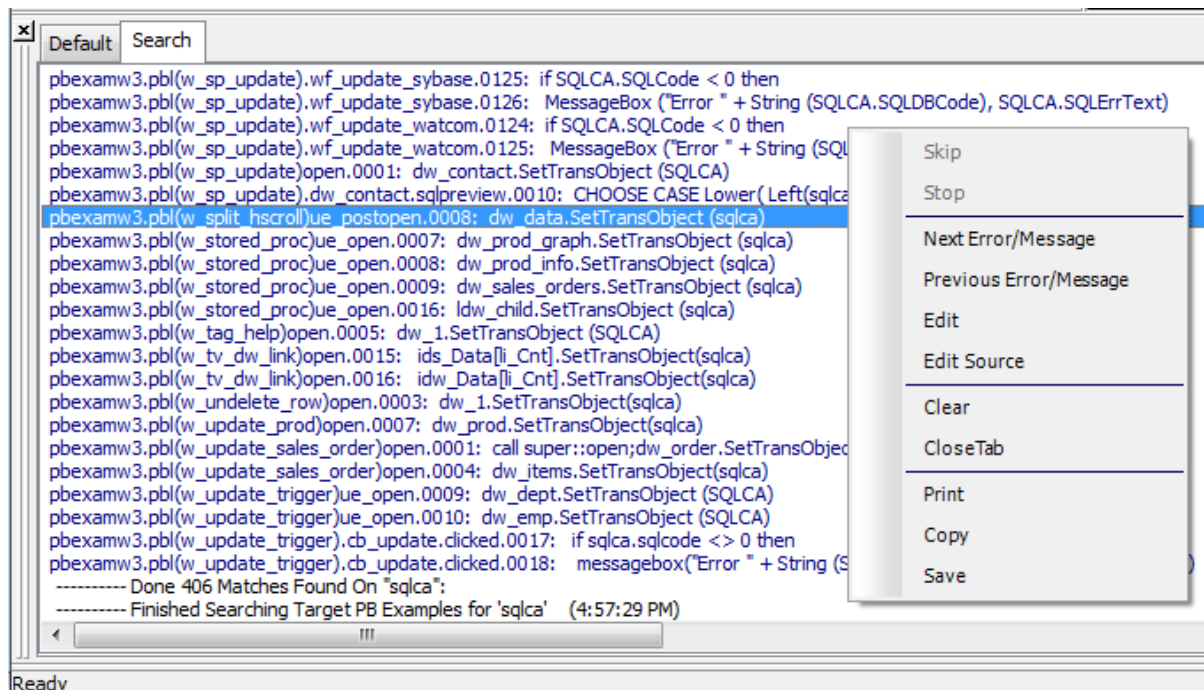 Default Search
pbexamw3.pbl(w_sp_update).wf_update_sybase.0125: if SQLCA.SQLCode < 0 then
pbexamw3.pbl(w_sp_update).wf_update_sybase.0126: MessageBox ("Error " + String (SQLCA.SQLDBCode), SQLCA.SQLErrText)
pbexamw3.pbl(w_sp_update).wf_update_watcom.0124: if SQLCA.SQLCode < 0 then
pbexamw3.pbl(w_sp_update).wf_update_watcom.0125: MessageBox ("Error " + String (SQL
pbexamw3.pbl(w_sp_update)open.0001: dw_contact.SetTransObject (SQLCA)
pbexamw3.pbl(w_sp_update).dw_contact.sqlpreview.0010: CHOOSE CASE Lower( Left(sqlca
pbexamw3.pbl(w_split_hscroll)ue_postopen.0008: dw_data.SetTransObject (sqlca)
pbexamw3.pbl(w_stored_proc)ue_open.0007: dw_prod_graph.SetTransObject (sqlca)
pbexamw3.pbl(w_stored_proc)ue_open.0008: dw_prod_info.SetTransObject (sqlca)
pbexamw3.pbl(w_stored_proc)ue_open.0009: dw_sales_orders.SetTransObject (sqlca)
pbexamw3.pbl(w_stored_proc)ue_open.0016: ldw_child.SetTransObject (sqlca)
pbexamw3.pbl(w_tag_help)open.0005: dw_1.SetTransObject (SQLCA)
pbexamw3.pbl(w_tv_dw_link)open.0015: ids_Data[li_Cnt].SetTransObject(sqlca)
pbexamw3.pbl(w_tv_dw_link)open.0016: idw_Data[li_Cnt].SetTransObject(sqlca)
pbexamw3.pbl(w_undelete_row)open.0003: dw_1.SetTransObject(sqlca)
pbexamw3.pbl(w_update_prod)open.0007: dw_prod.SetTransObject(sqlca)
pbexamw3.pbl(w_update_sales_order)open.0001: call super::open;dw_order.SetTransObjec
pbexamw3.pbl(w_update_sales_order)open.0004: dw_items.SetTransObject(sqlca)
pbexamw3.pbl(w_update_trigger)ue_open.0009: dw_dept.SetTransObject (SQLCA)
pbexamw3.pbl(w_update_trigger)ue_open.0010: dw_emp.SetTransObject (SQLCA)
pbexamw3.pbl(w_update_trigger).cb_update.clicked.0017: if sqlca.sqlcode <> 0 then
pbexamw3.pbl(w_update_trigger).cb_update.clicked.0018: messagebox("Error " + String (S
---------- Done 406 Matches Found On "sqlca":
---------- Finished Searching Target PB Examples for 'sqlca' (4:57:29 PM)
Skip
Stop
Next Error/Message
Previous Error/Message
Edit
Edit Source
Clear
CloseTab
Print
Copy
Save
Ready